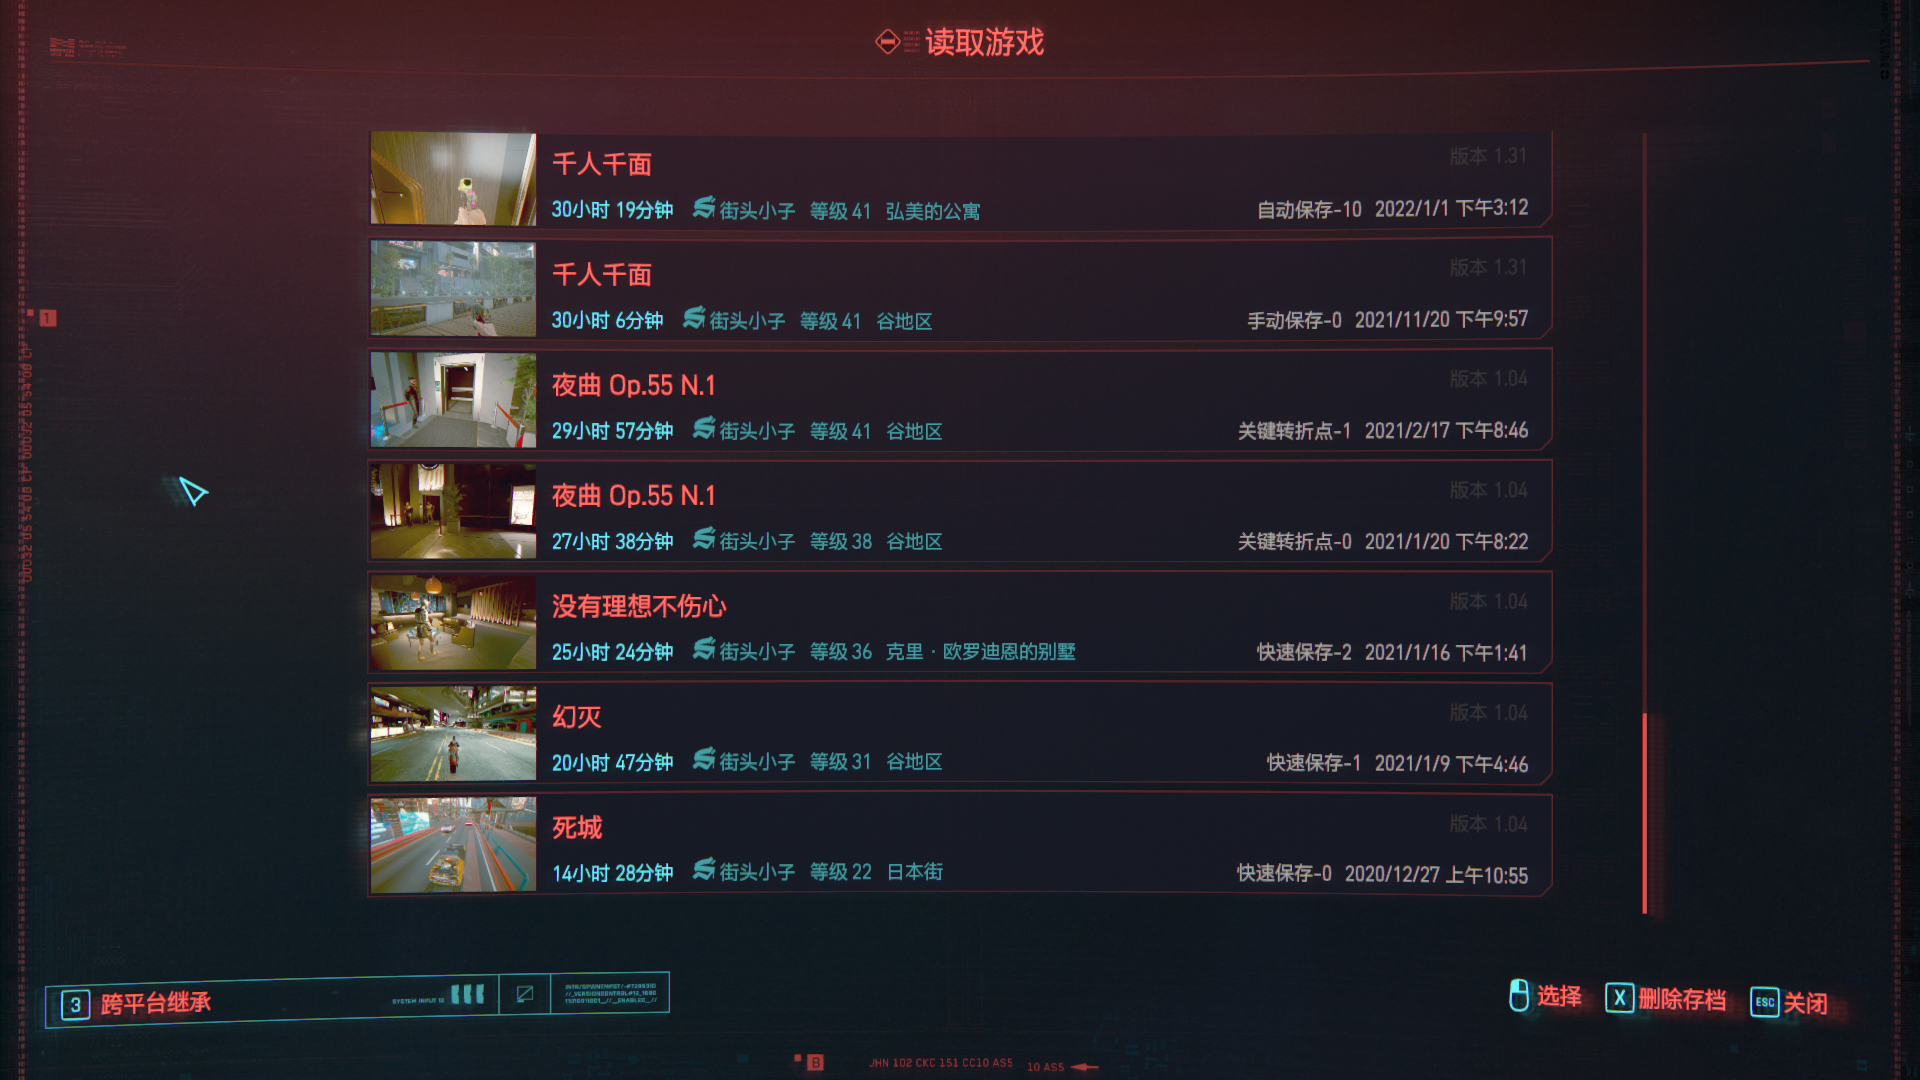 读取游戏
千人千面
版本 1.31
30小时 19分钟 街头小子 等级 41 弘美的公寓
自动保存-10 2022/1/1 下午3:12
千人千面
版本 1.31
30小时 6分钟 街头小子 等级 41 谷地区
手动保存-0 2021/11/20 下午9:57
夜曲 Op.55 N.1
版本 1.04
29小时 57分钟 街头小子 等级 41 谷地区
关键转折点-1 2021/2/17 下午8:46
夜曲 Op.55 N.1
版本 1.04
27小时 38分钟 街头小子 等级 38 谷地区
关键转折点-0 2021/1/20 下午8:22
没有理想不伤心
版本 1.04
25小时 24分钟 街头小子 等级 36 克里·欧罗迪恩的别墅
快速保存-2 2021/1/16 下午1:41
幻灭
版本 1.04
20小时 47分钟 街头小子 等级 31 谷地区
快速保存-1 2021/1/9 下午4:46
死城
版本 1.04
14小时 28分钟 街头小子 等级 22 日本街
快速保存-0 2020/12/27 上午10:55
1
3 跨平台继承
SYSTEM INPUT
选择
X 删除存档
ESC 关闭
B
JHN 102 CKC 151 CC10 AS5
10 AS5